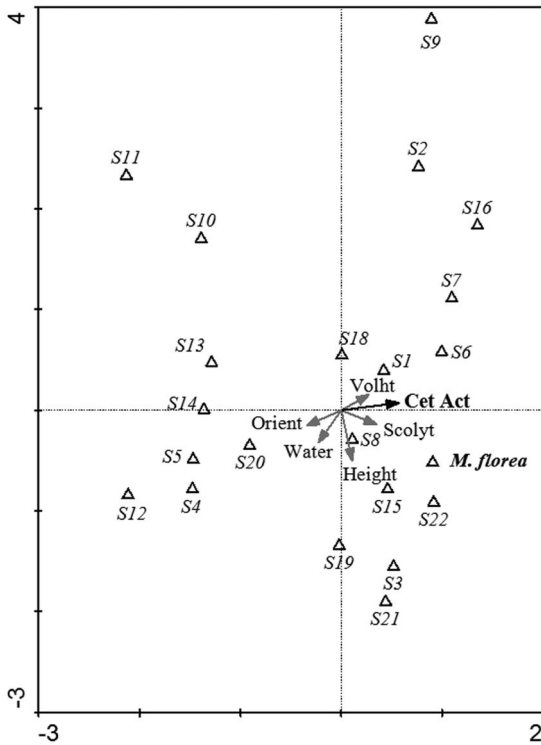 4
S9
S2
S11
S16
S10
S7
S18
S13
S1
S6
Volht
Cet Act
S14
Orient
Scolyt
Water
S8
S5
S20
Height
M. florea
S12
S4
S15
S22
S19
S3
S21
-3
-3
2